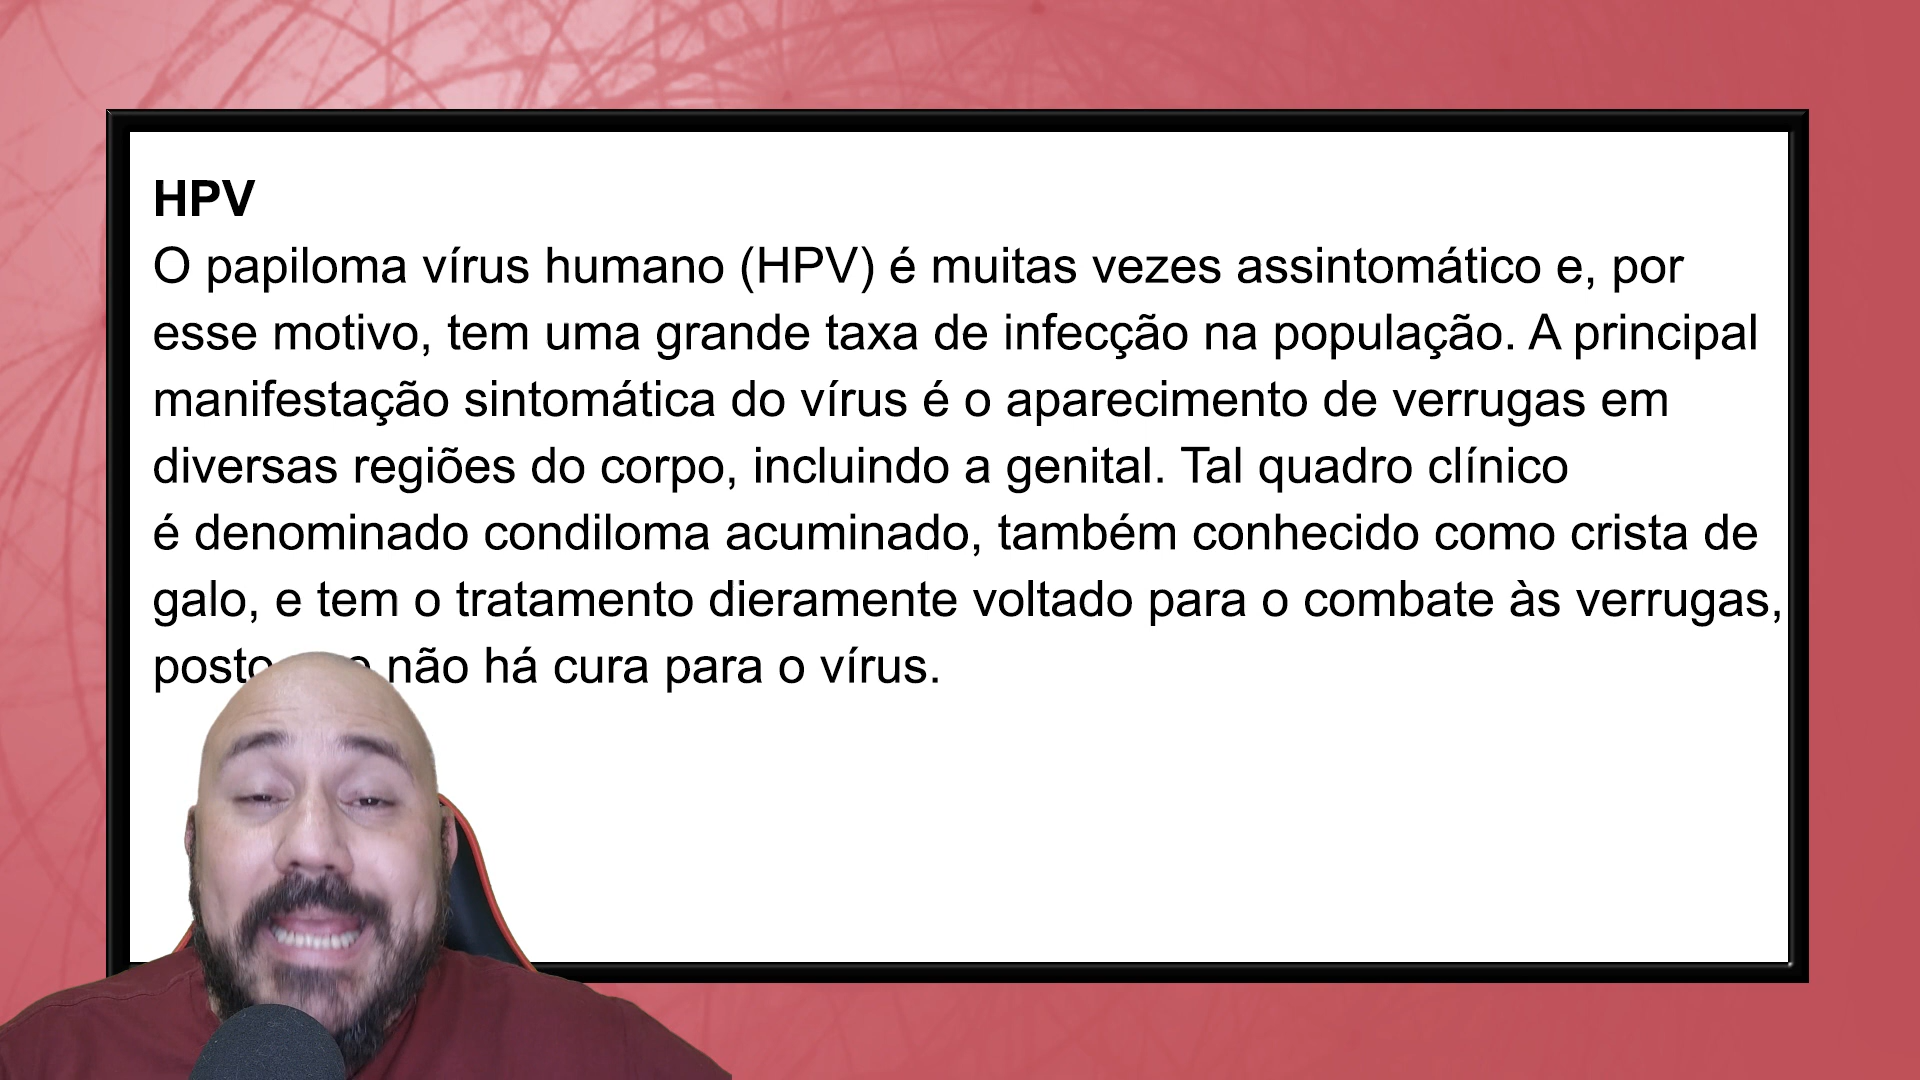 HPV
O papiloma vírus humano (HPV) é muitas vezes assintomático e, por
esse motivo, tem uma grande taxa de infecção na população. A principal
manifestação sintomática do vírus é o aparecimento de verrugas em
diversas regiões do corpo, incluindo a genital. Tal quadro clínico
é denominado condiloma acuminado, também conhecido como crista de
galo, e tem o tratamento dieramente voltado para o combate às verrugas,
posto não há cura para o vírus.